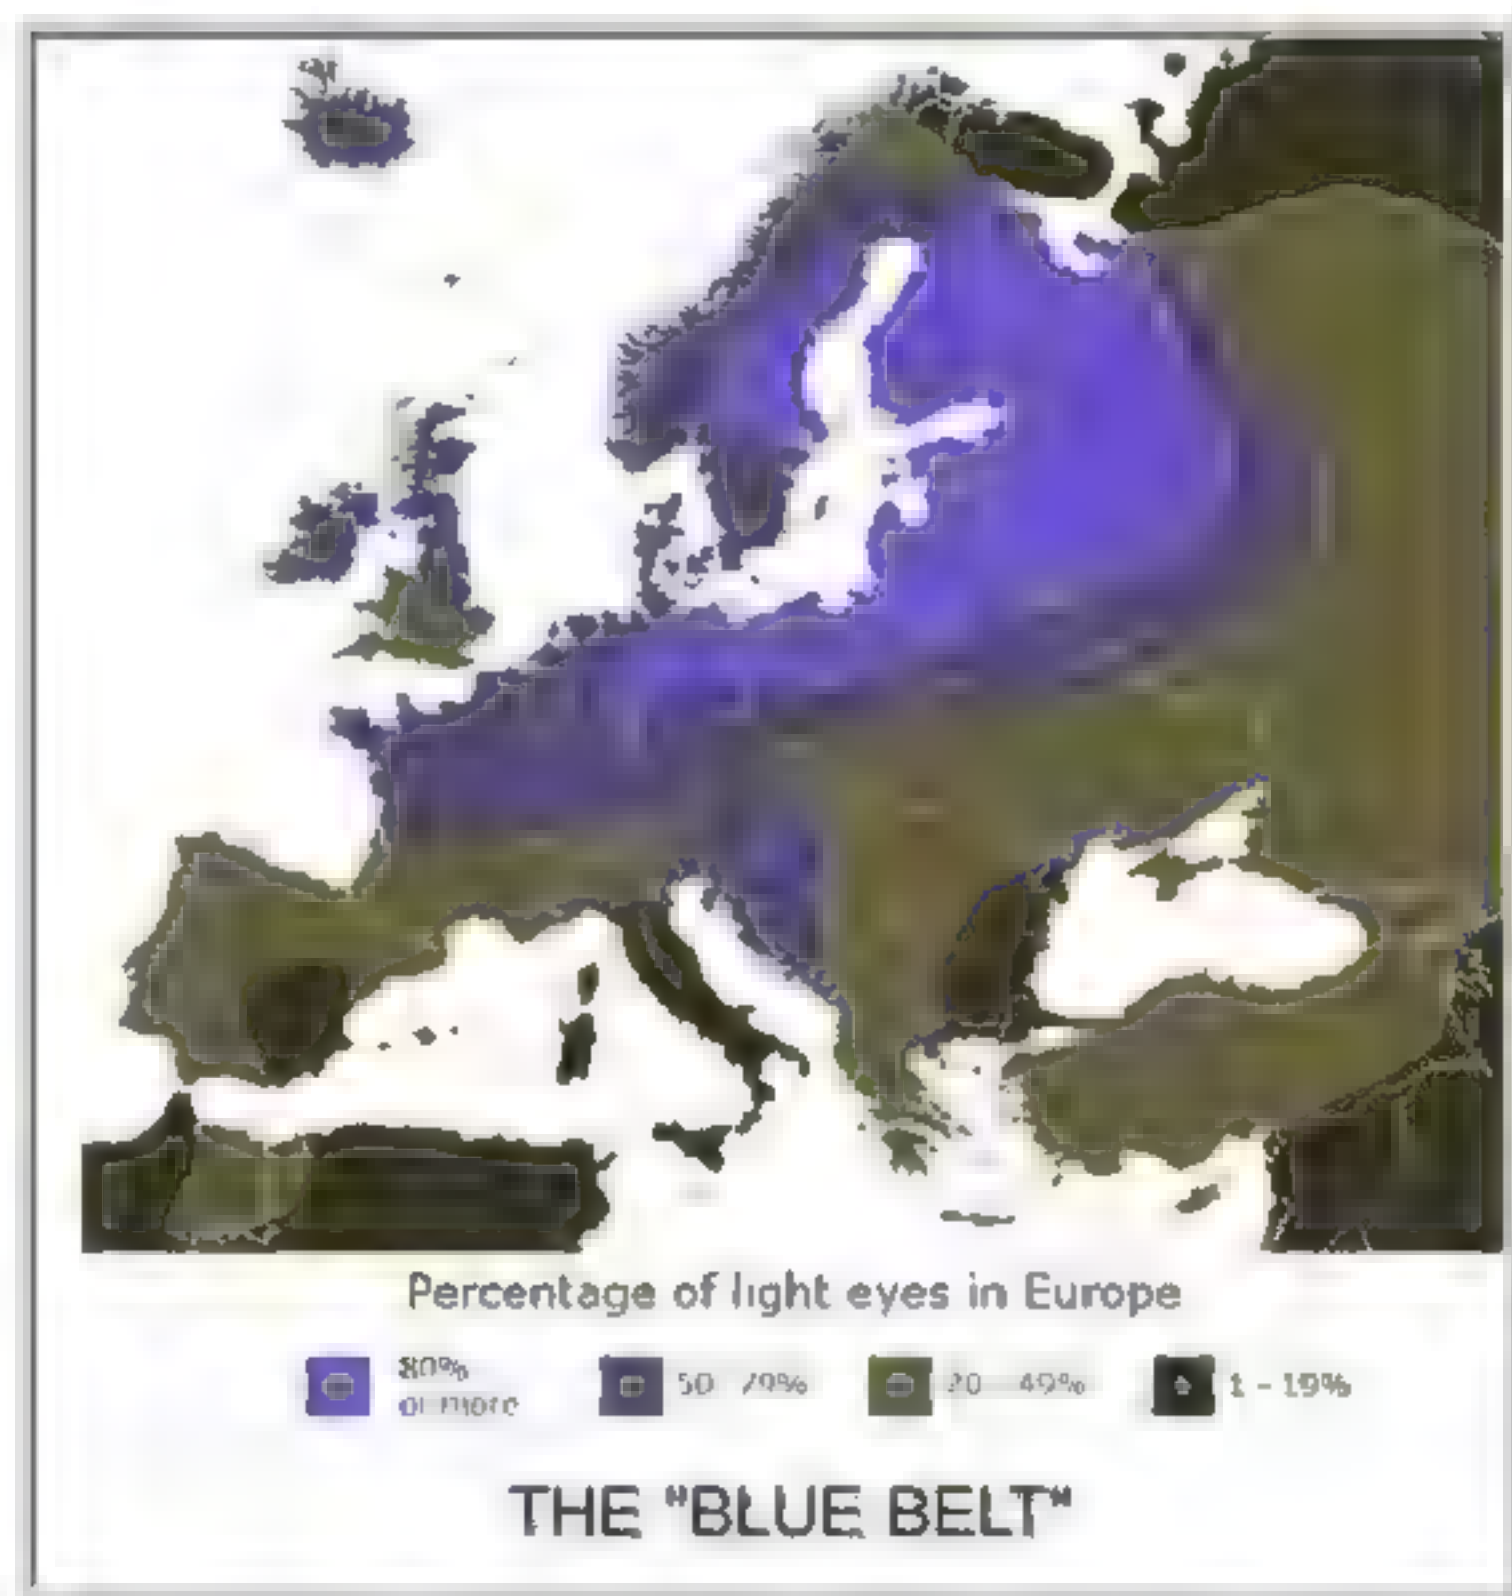 Percentage of light eyes in Europe
80% or more
50 - 79%
20 - 49%
1 - 19%
THE "BLUE BELT"